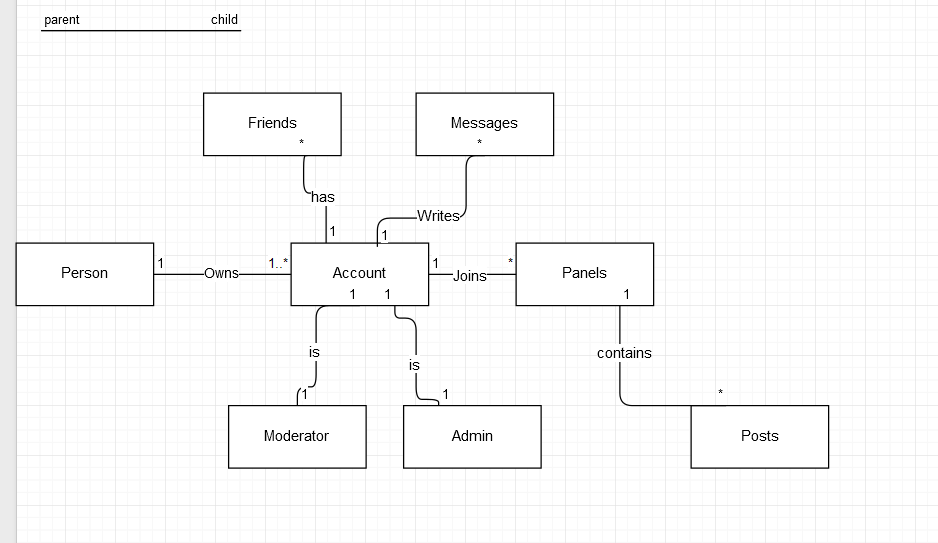 parent child
Friends
*
Messages
*
has
Writes
1
1
Person
1
Owns
1..*
Account
1
1
1
Joins
*
Panels
1
is
is
contains
1
1
*
Moderator
Admin
Posts